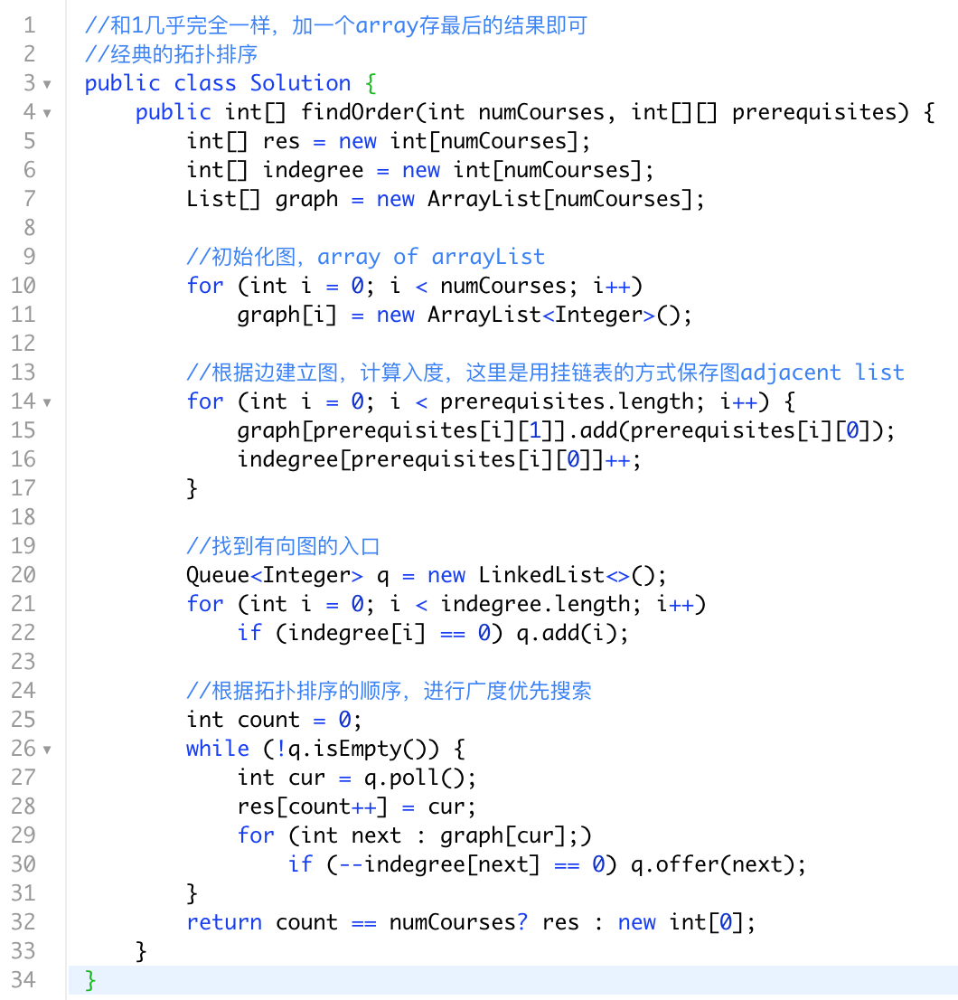 1 //和1几乎完全一样，加一个array存最后的结果即可
2 //经典的拓扑排序
3 public class Solution {
4     public int[] findOrder(int numCourses, int[][] prerequisites) {
5         int[] res = new int[numCourses];
6         int[] indegree = new int[numCourses];
7         List[] graph = new ArrayList[numCourses];
8
9         //初始化图，array of arrayList
10         for (int i = 0; i < numCourses; i++)
11             graph[i] = new ArrayList<Integer>();
12
13         //根据边建立图，计算入度，这里是用挂链表的方式保存图adjacent list
14         for (int i = 0; i < prerequisites.length; i++) {
15             graph[prerequisites[i][1]].add(prerequisites[i][0]);
16             indegree[prerequisites[i][0]]++;
17         }
18
19         //找到有向图的入口
20         Queue<Integer> q = new LinkedList<>();
21         for (int i = 0; i < indegree.length; i++)
22             if (indegree[i] == 0) q.add(i);
23
24         //根据拓扑排序的顺序，进行广度优先搜索
25         int count = 0;
26         while (!q.isEmpty()) {
27             int cur = q.poll();
28             res[count++] = cur;
29             for (int next : graph[cur];)
30                 if (--indegree[next] == 0) q.offer(next);
31         }
32         return count == numCourses? res : new int[0];
33     }
34 }